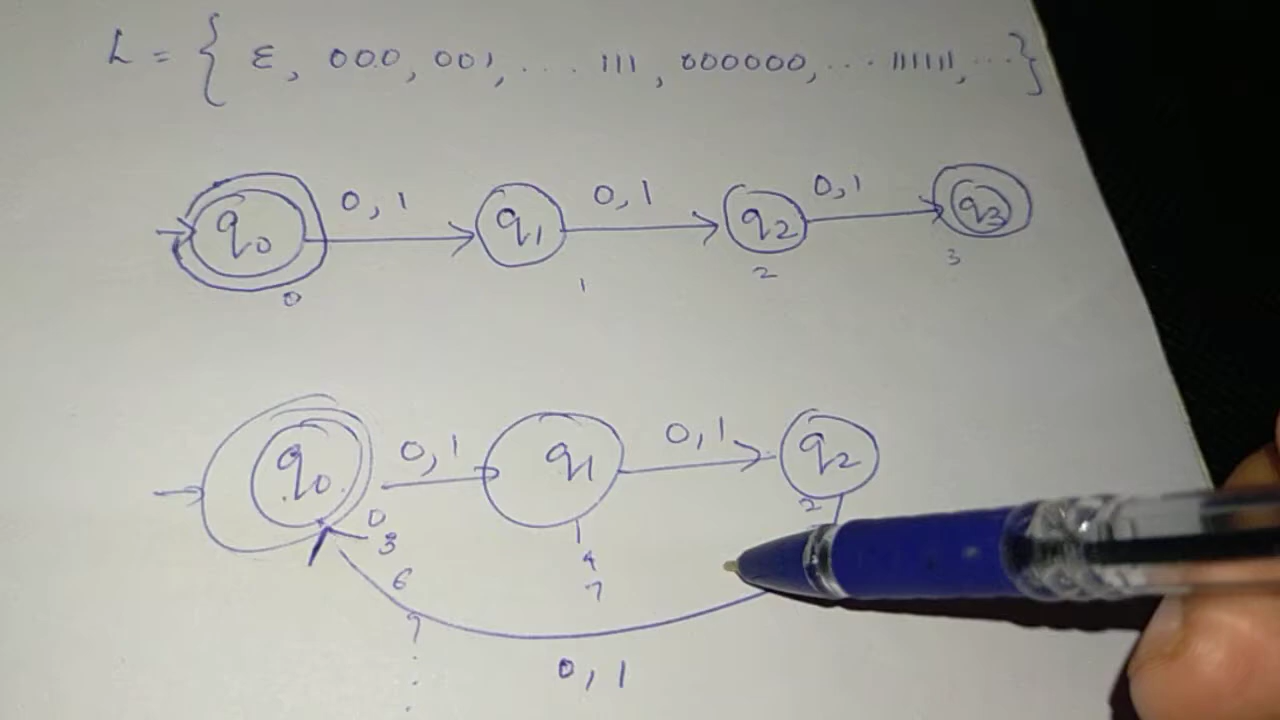 L = { ε, 000, 001, ... 111, 000000, ... 111111, ... }
0,1 0,1 0,1
q0 q1 q2 q3
0 1 2 3
0,1 0,1
q0 q1 q2
0 1 2
3 4
6 7
0,1